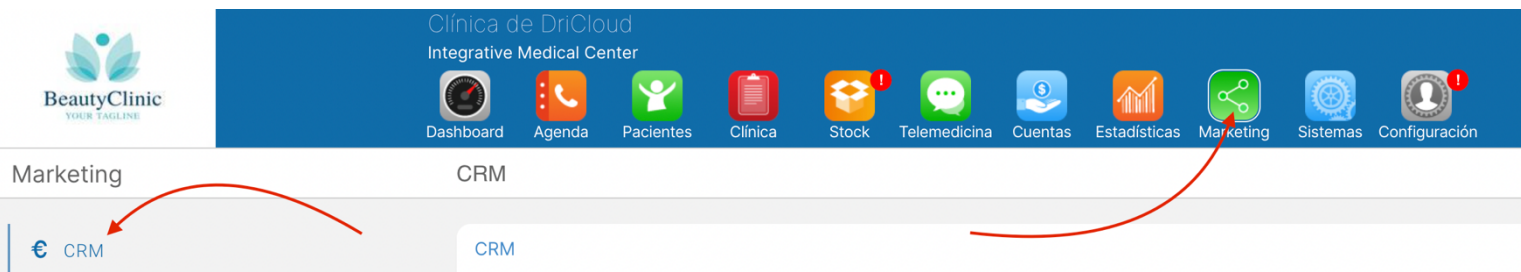 Clínica de DriCloud
Integrative Medical Center
BeautyClinic
YOUR TAGLINE
Dashboard Agenda Pacientes Clínica Stock Telemedicina Cuentas Estadísticas Marketing Sistemas Configuración
Marketing CRM
€ CRM CRM